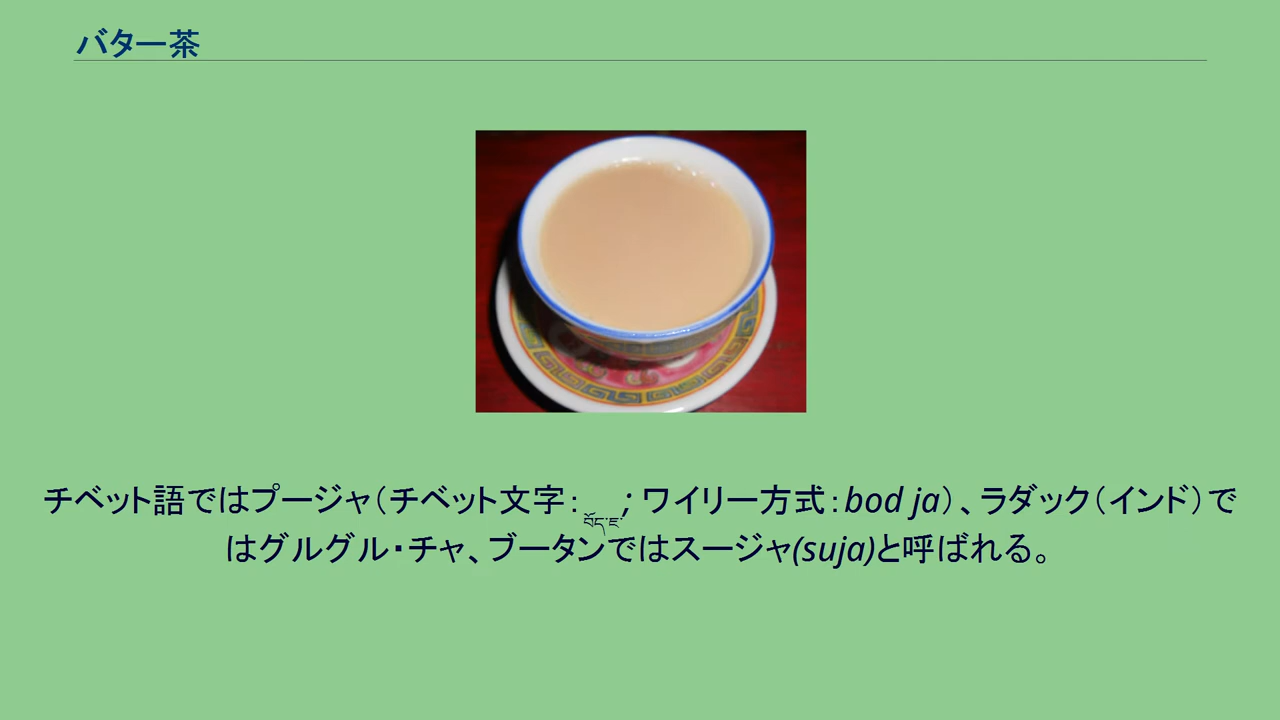 バター茶
チベット語ではプージャ（チベット文字： བོད་ཇ་; ワイリー方式：bod ja）、ラダック（インド）で
はグルグル・チャ、ブータンではスージャ(suja)と呼ばれる。